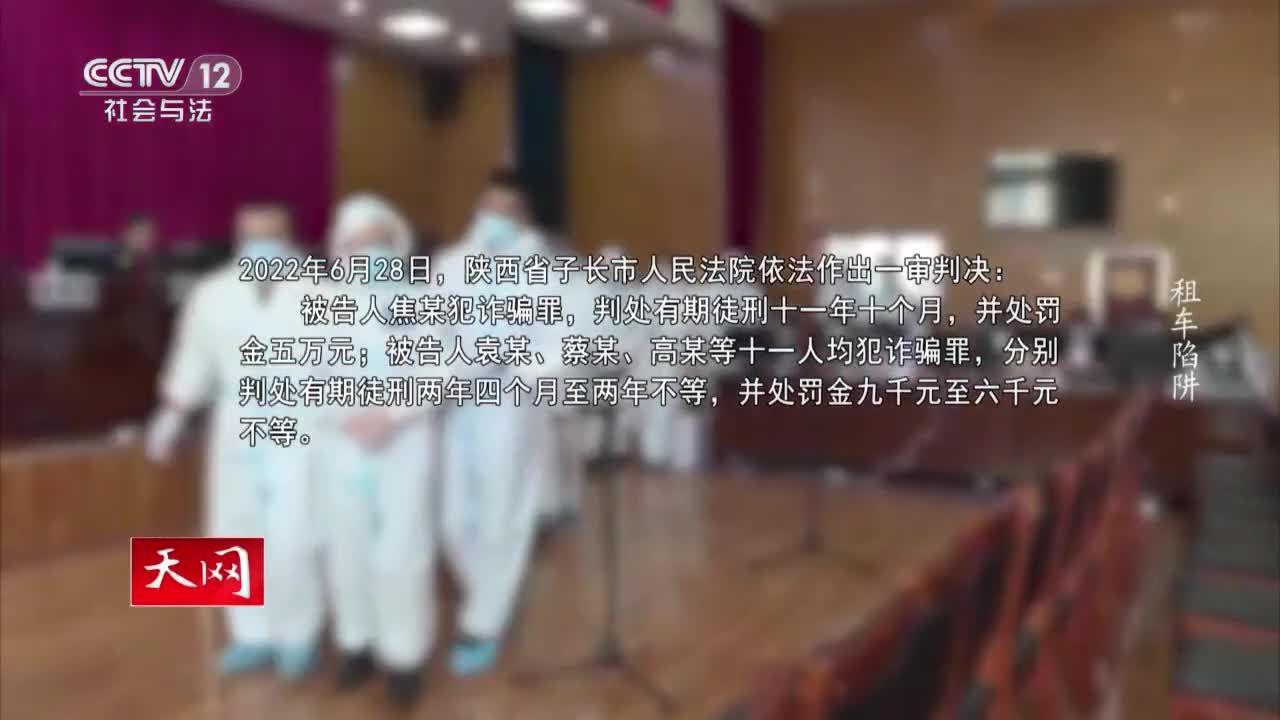 CCTV 12
社会与法
2022年6月28日，陕西省子长市人民法院依法作出一审判决：
被告人焦某犯诈骗罪，判处有期徒刑十一年十个月，并处罚
金五万元；被告人袁某、蔡某、高某等十一人均犯诈骗罪，分别
判处有期徒刑两年四个月至两年不等，并处罚金九千元至六千元
不等。
租车陷阱
天网